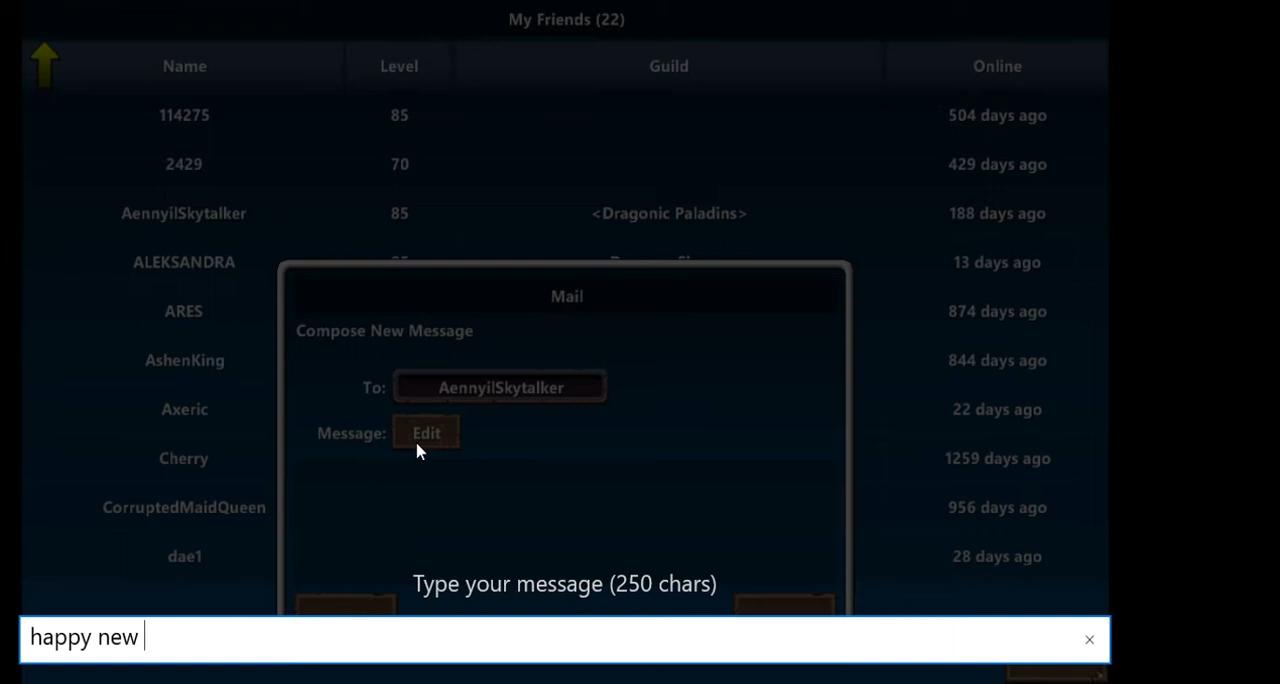 My Friends (22)
Name Level Guild Online
114275 85 504 days ago
2429 70 429 days ago
AennyilSkytalker 85 <Dragonic Paladins> 188 days ago
ALEKSANDRA 13 days ago
ARES 874 days ago
AshenKing 844 days ago
Axeric 22 days ago
Cherry 1259 days ago
CorruptedMaidQueen 956 days ago
dae1 28 days ago
Mail
Compose New Message
To: AennyilSkytalker
Message: Edit
Type your message (250 chars)
happy new